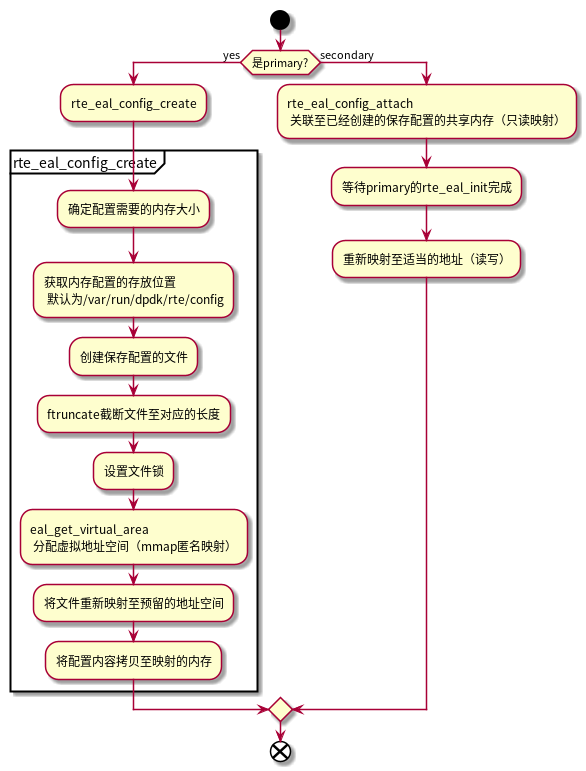 是primary?
yes
secondary
rte_eal_config_create
rte_eal_config_create
确定配置需要的内存大小
获取内存配置的存放位置
默认为/var/run/dpdk/rte/config
创建保存配置的文件
ftruncate截断文件至对应的长度
设置文件锁
eal_get_virtual_area
分配虚拟地址空间（mmap匿名映射）
将文件重新映射至预留的地址空间
将配置内容拷贝至映射的内存
rte_eal_config_attach
关联至已经创建的保存配置的共享内存（只读映射）
等待primary的rte_eal_init完成
重新映射至适当的地址（读写）